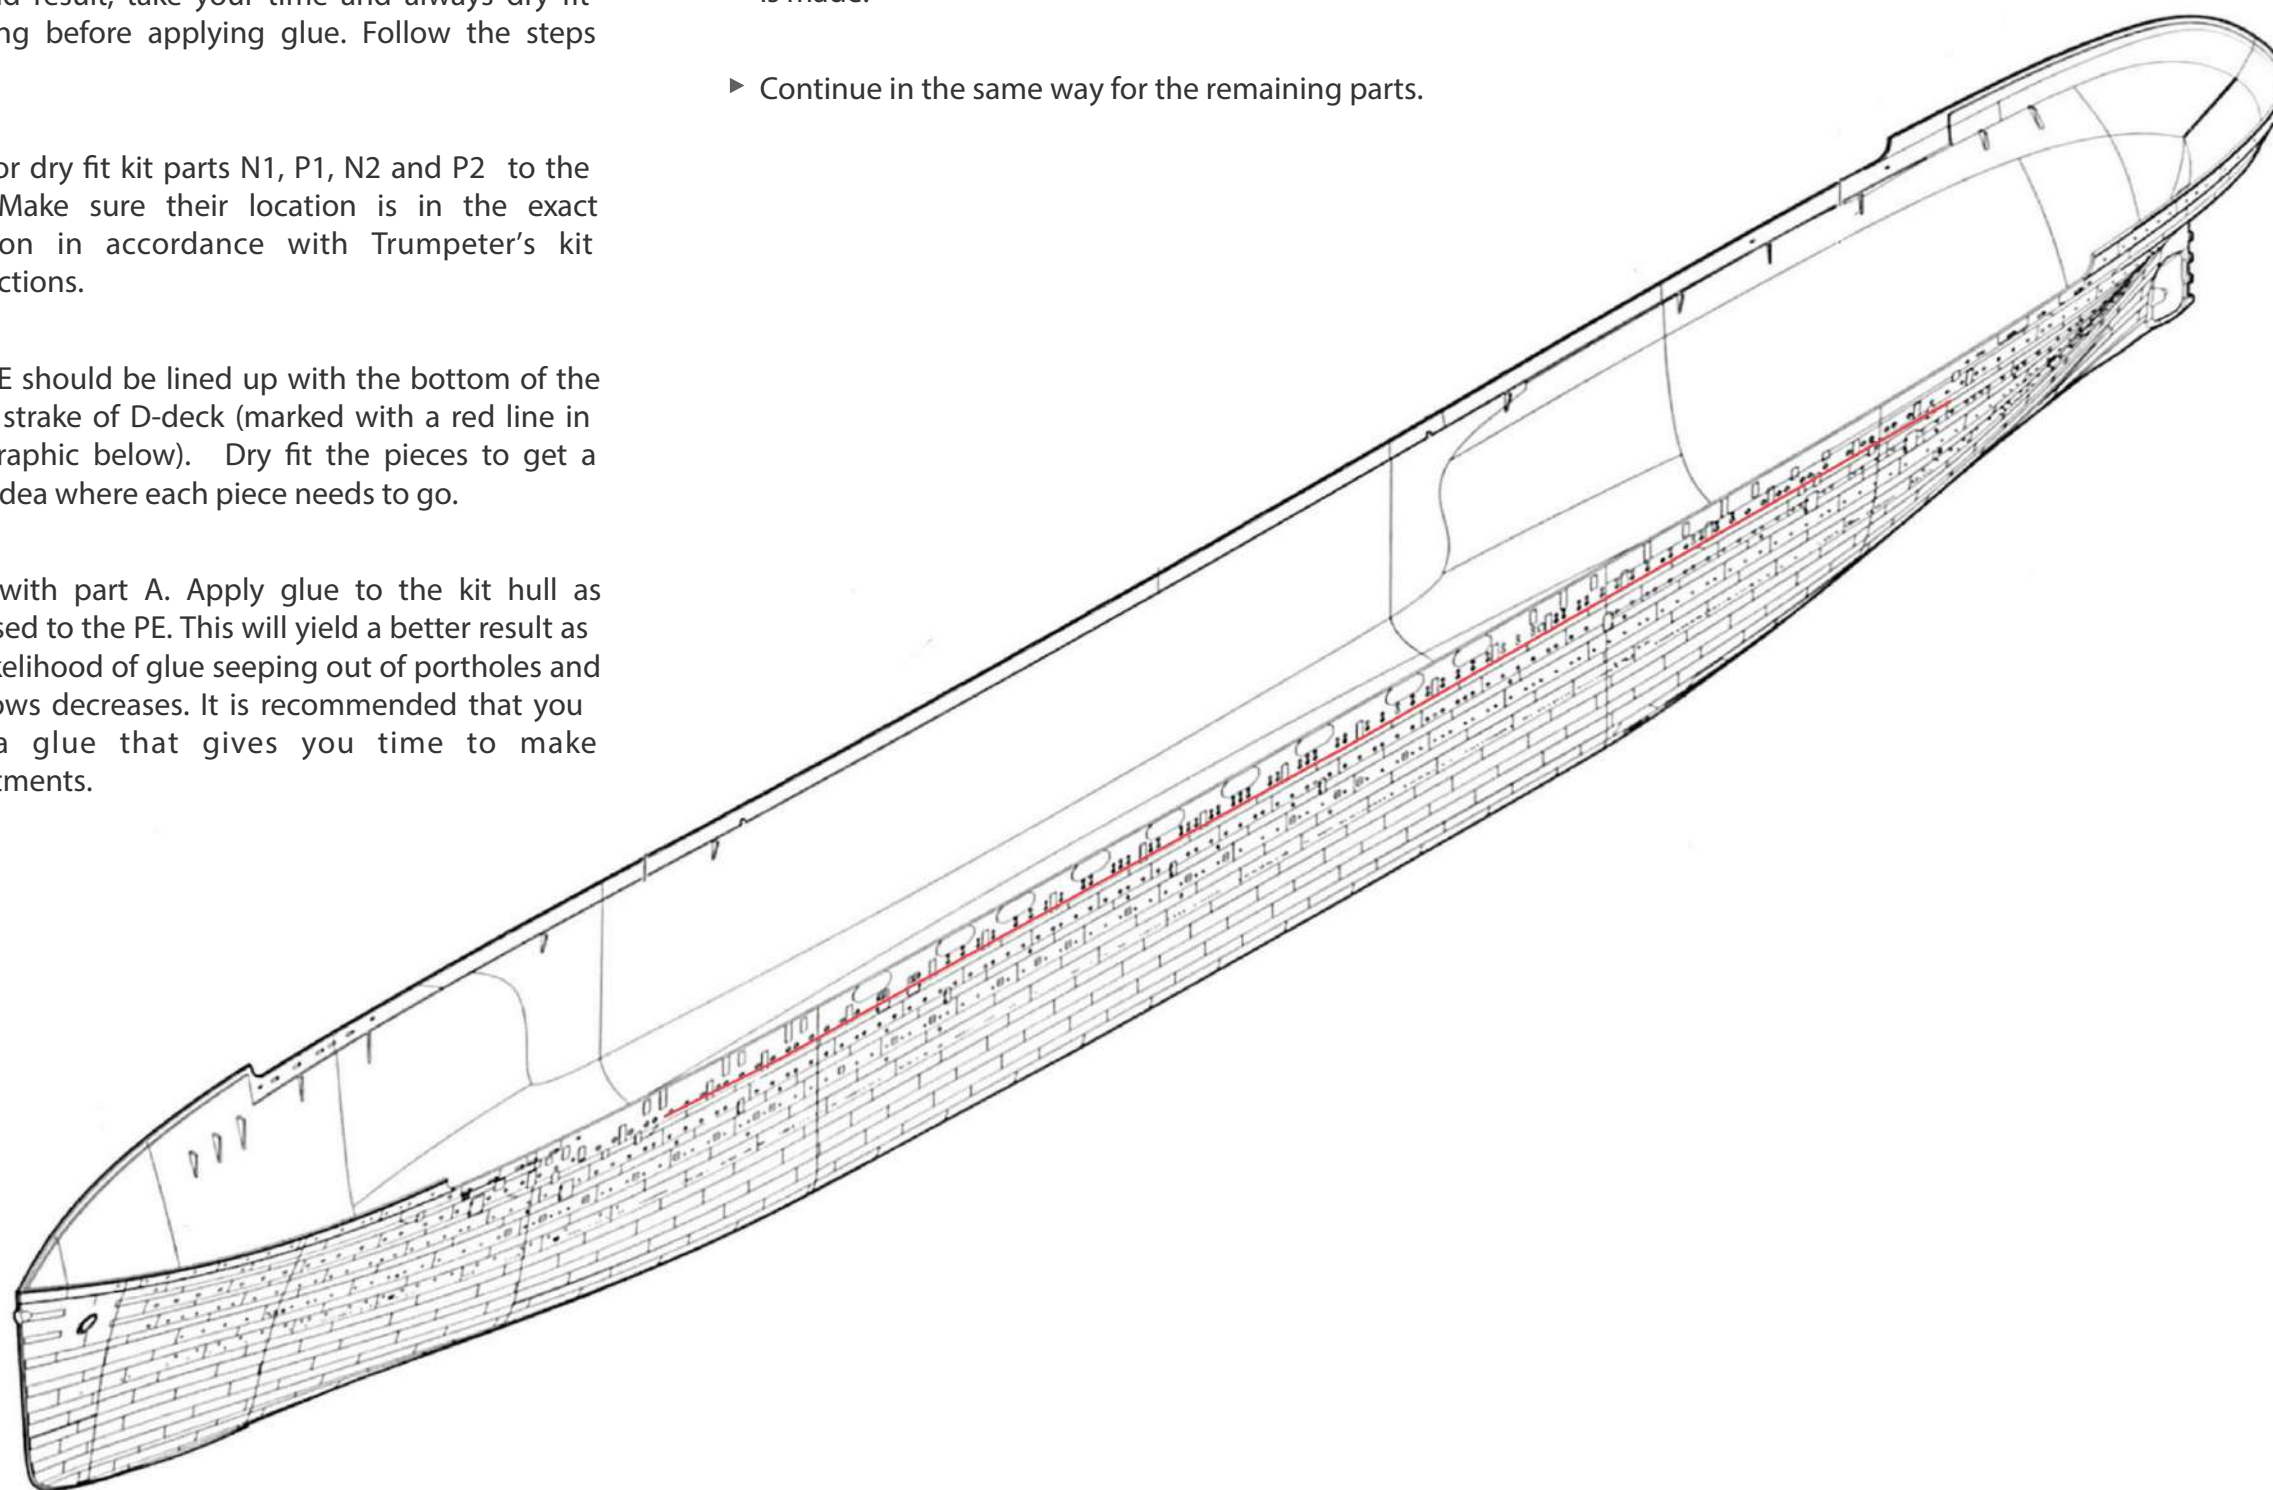 result, take your time and always dry fit
before applying glue. Follow the steps
or dry fit kit parts N1, P1, N2 and P2 to the
Make sure their location is in the exact
on in accordance with Trumpeter's kit
ctions.
E should be lined up with the bottom of the
strake of D-deck (marked with a red line in
raphic below). Dry fit the pieces to get a
dea where each piece needs to go.
with part A. Apply glue to the kit hull as
sed to the PE. This will yield a better result as
kelihood of glue seeping out of portholes and
ows decreases. It is recommended that you
a glue that gives you time to make
tments.
is made.
▶ Continue in the same way for the remaining parts.